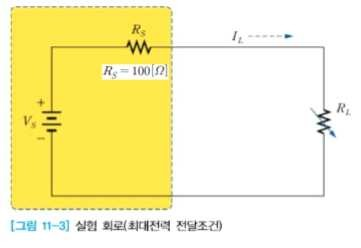 R_S
I_L
R_S = 100[Ω]
+
V_S
R_L
−
[그림 11-3] 실험 회로(최대전력 전달조건)